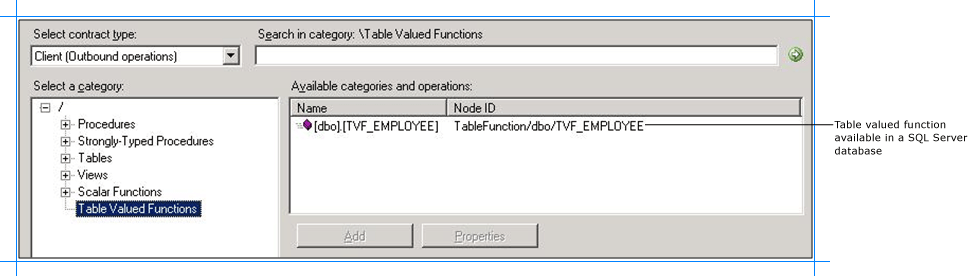 Select contract type:
Search in category: \Table Valued Functions
Client (Outbound operations)
Select a category:
Available categories and operations:
/
Procedures
Strongly-Typed Procedures
Tables
Views
Scalar Functions
Table Valued Functions
Name Node ID
[dbo].[TVF_EMPLOYEE] TableFunction/dbo/TVF_EMPLOYEE
Add Properties
Table valued function
available in a SQL Server
database